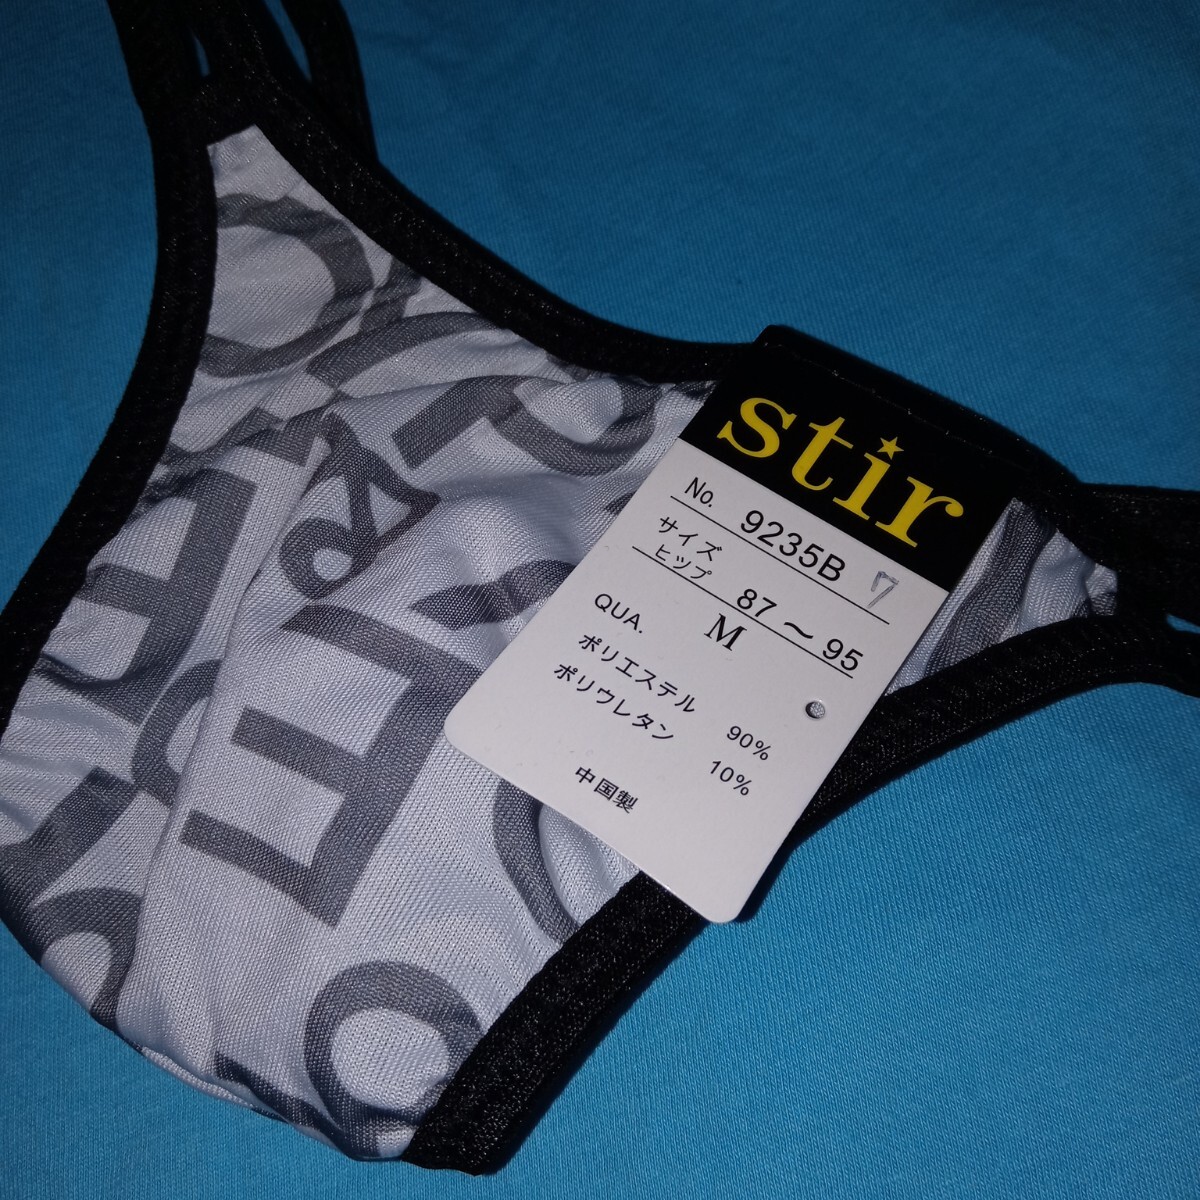 stir
No. 9235B 7
サイズ
ヒップ 87～95
M
QUA.
ポリエステル 90%
ポリウレタン 10%
中国製